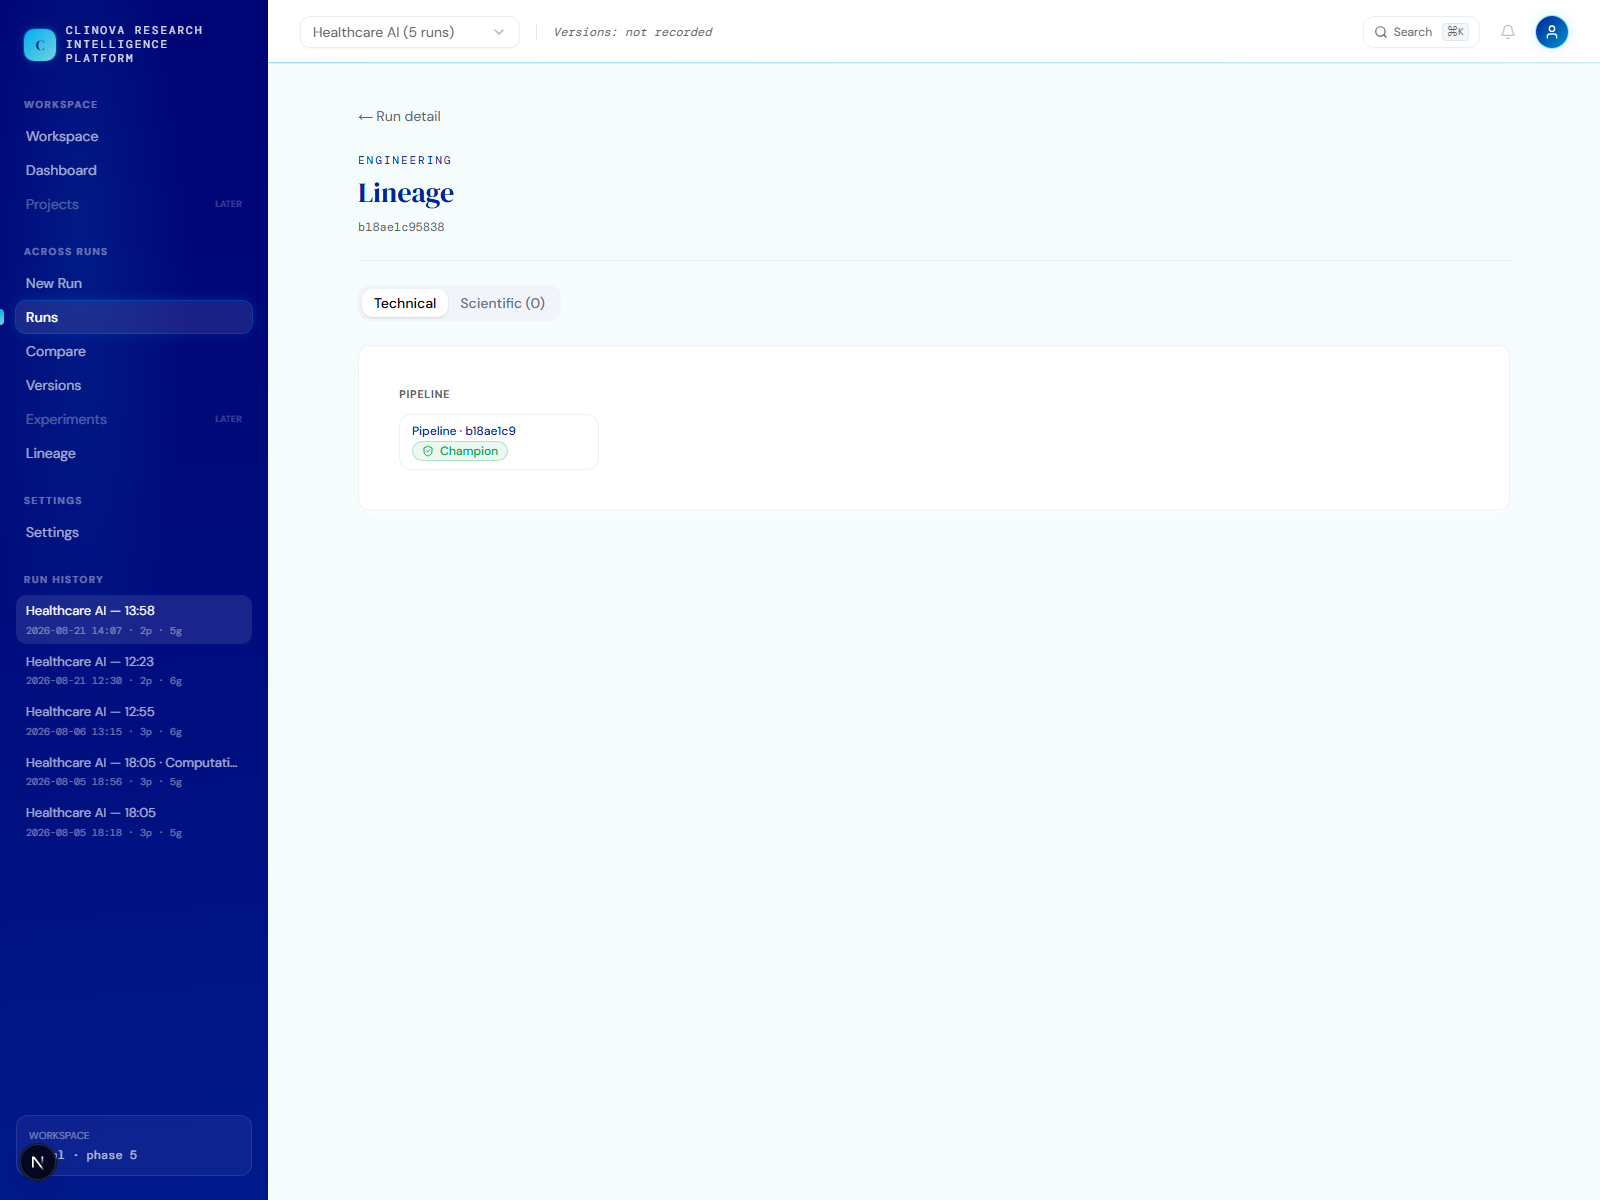 C
CLINOVA RESEARCH
INTELLIGENCE
PLATFORM
WORKSPACE
Workspace
Dashboard
Projects LATER
ACROSS RUNS
New Run
Runs
Compare
Versions
Experiments LATER
Lineage
SETTINGS
Settings
RUN HISTORY
Healthcare AI — 13:58
2026-08-21 14:07 · 2p · 5g
Healthcare AI — 12:23
2026-08-21 12:30 · 2p · 6g
Healthcare AI — 12:55
2026-08-06 13:15 · 3p · 6g
Healthcare AI — 18:05 · Computati...
2026-08-05 18:56 · 3p · 5g
Healthcare AI — 18:05
2026-08-05 18:18 · 3p · 5g
WORKSPACE
· phase 5
N
Healthcare AI (5 runs)
Versions: not recorded
Search ⌘K
← Run detail
ENGINEERING
Lineage
b18ae1c95838
Technical Scientific (0)
PIPELINE
Pipeline · b18ae1c9
Champion